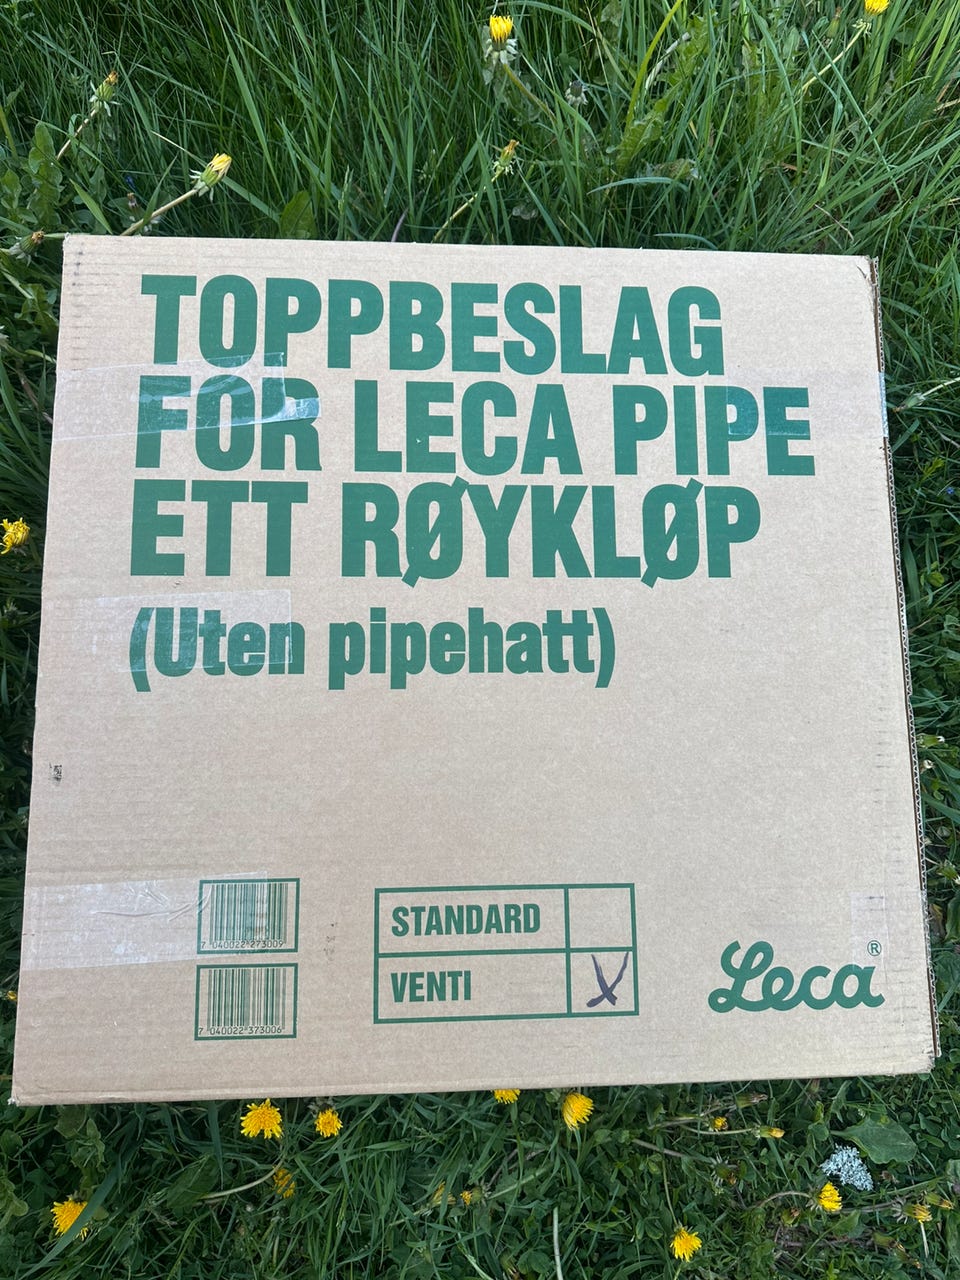 TOPPBESLAG
FOR LECA PIPE
ETT RØYKLØP
(Uten pipehatt)
7 040022 273009
7 040022 373006
STANDARD
VENTI X
Leca®